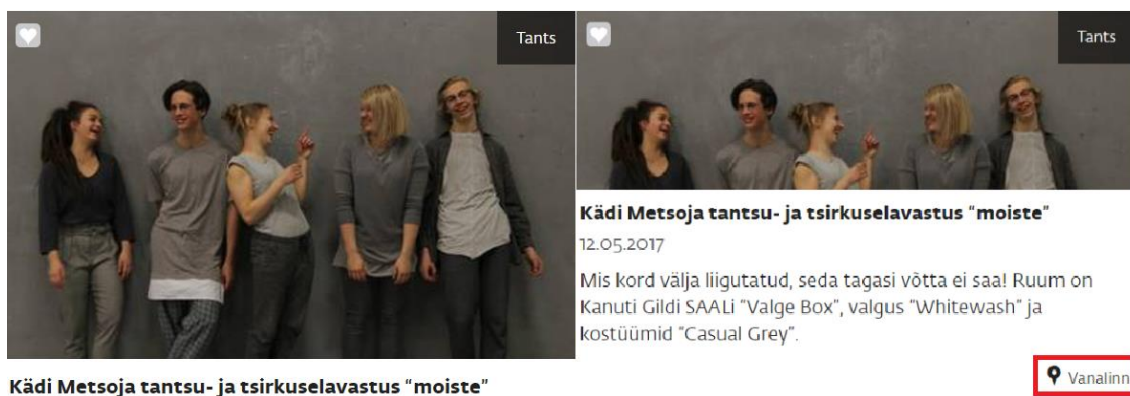 Tants
Kädi Metsoja tantsu- ja tsirkuselavastus "moiste"
Tants
Kädi Metsoja tantsu- ja tsirkuselavastus "moiste"
12.05.2017
Mis kord välja liigutatud, seda tagasi võtta ei saa! Ruum on
Kanuti Gildi SAALi "Valge Box", valgus "Whitewash" ja
kostüümid "Casual Grey".
Vanalinn